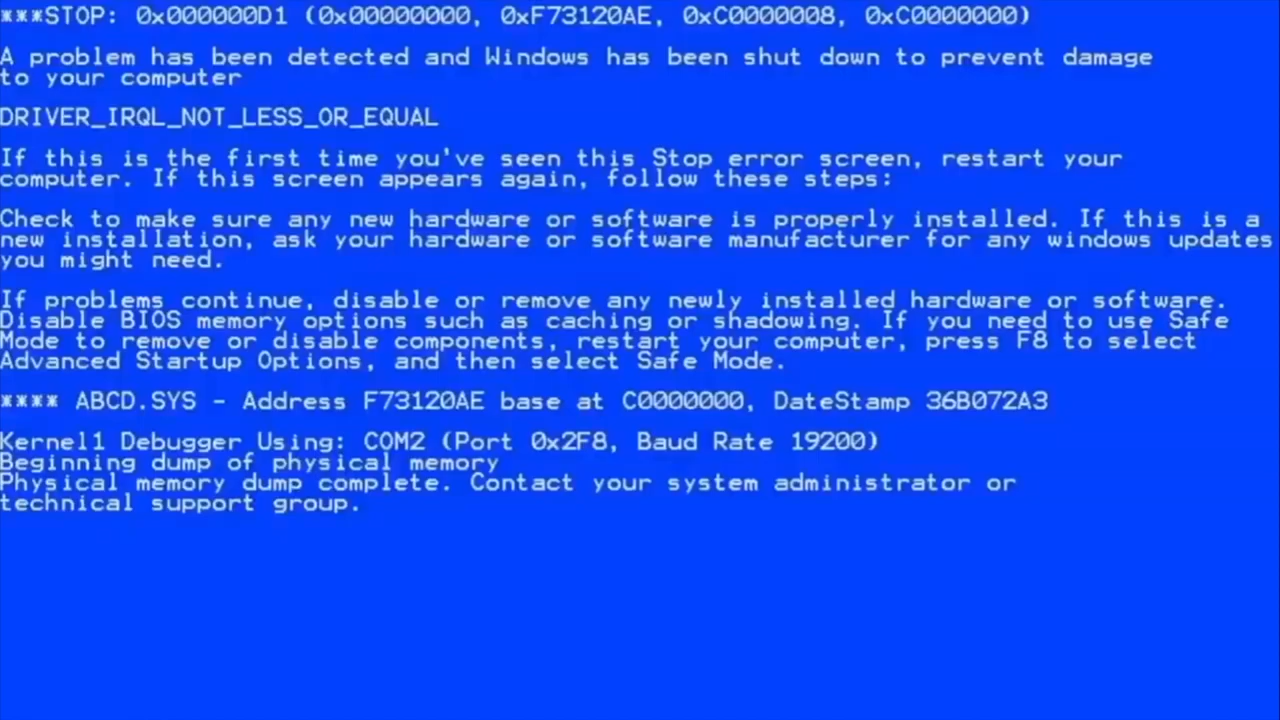 ***STOP: 0x000000D1 (0x00000000, 0xF73120AE, 0xC0000008, 0xC0000000)
A problem has been detected and Windows has been shut down to prevent damage
to your computer
DRIVER_IRQL_NOT_LESS_OR_EQUAL
If this is the first time you've seen this Stop error screen, restart your
computer. If this screen appears again, follow these steps:
Check to make sure any new hardware or software is properly installed. If this is a
new installation, ask your hardware or software manufacturer for any windows updates
you might need.
If problems continue, disable or remove any newly installed hardware or software.
Disable BIOS memory options such as caching or shadowing. If you need to use Safe
Mode to remove or disable components, restart your computer, press F8 to select
Advanced Startup Options, and then select Safe Mode.
**** ABCD.SYS - Address F73120AE base at C0000000, DateStamp 36B072A3
Kernel1 Debugger Using: COM2 (Port 0x2F8, Baud Rate 19200)
Beginning dump of physical memory
Physical memory dump complete. Contact your system administrator or
technical support group.